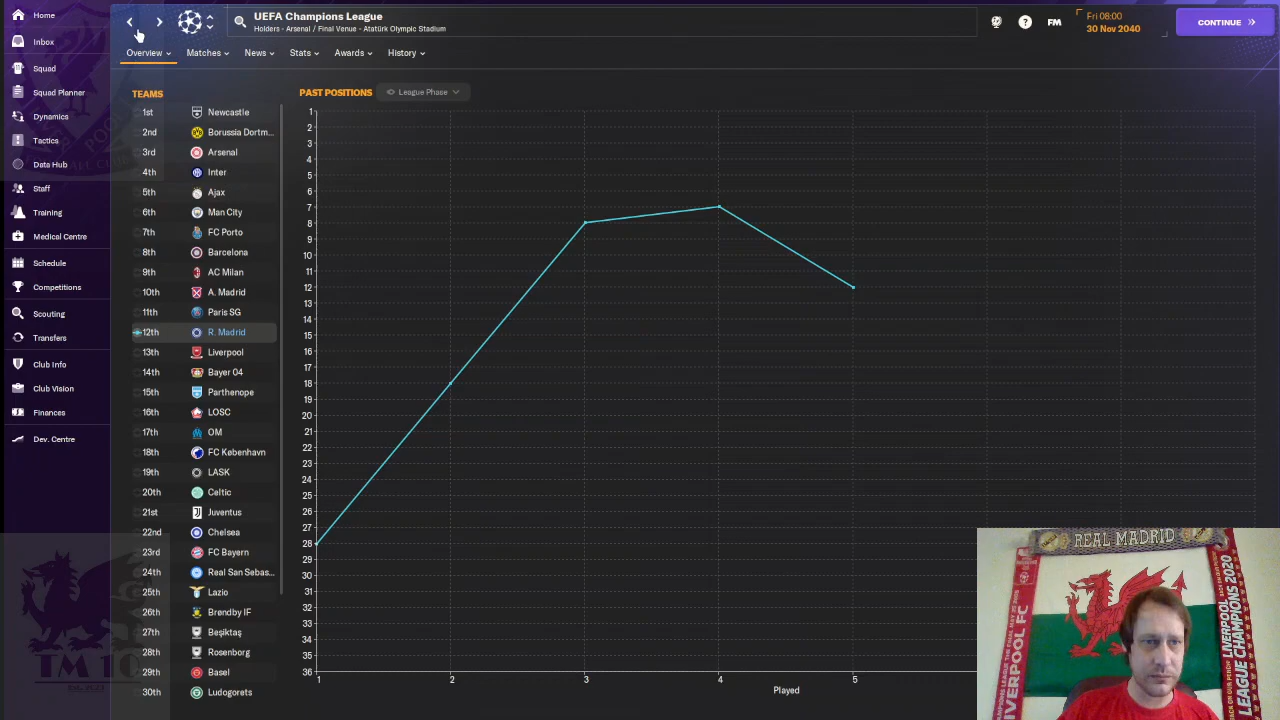 Home
Inbox
Squad
Squad Planner
Dynamics
Tactics
Data Hub
Staff
Training
Medical Centre
Schedule
Competitions
Scouting
Transfers
Club Info
Club Vision
Finances
Dev. Centre
UEFA Champions League
Holders - Arsenal / Final Venue - Atatürk Olympic Stadium
FM
Fri 08:00
30 Nov 2040
CONTINUE
Overview
Matches
News
Stats
Awards
History
TEAMS
1st Newcastle
2nd Borussia Dortm...
3rd Arsenal
4th Inter
5th Ajax
6th Man City
7th FC Porto
8th Barcelona
9th AC Milan
10th A. Madrid
11th Paris SG
12th R. Madrid
13th Liverpool
14th Bayer 04
15th Parthenope
16th LOSC
17th OM
18th FC København
19th LASK
20th Celtic
21st Juventus
22nd Chelsea
23rd FC Bayern
24th Real San Sebas...
25th Lazio
26th Brøndby IF
27th Beşiktaş
28th Rosenborg
29th Basel
30th Ludogorets
PAST POSITIONS
League Phase
1
2
3
4
5
6
7
8
9
10
11
12
13
14
15
16
17
18
19
20
21
22
23
24
25
26
27
28
29
30
31
32
33
34
35
36
1 2 3 4 5
Played
REAL MADRID
LIVERPOOL FC
LIVERPOOL
LEAGUE CHAMPIONS 2020